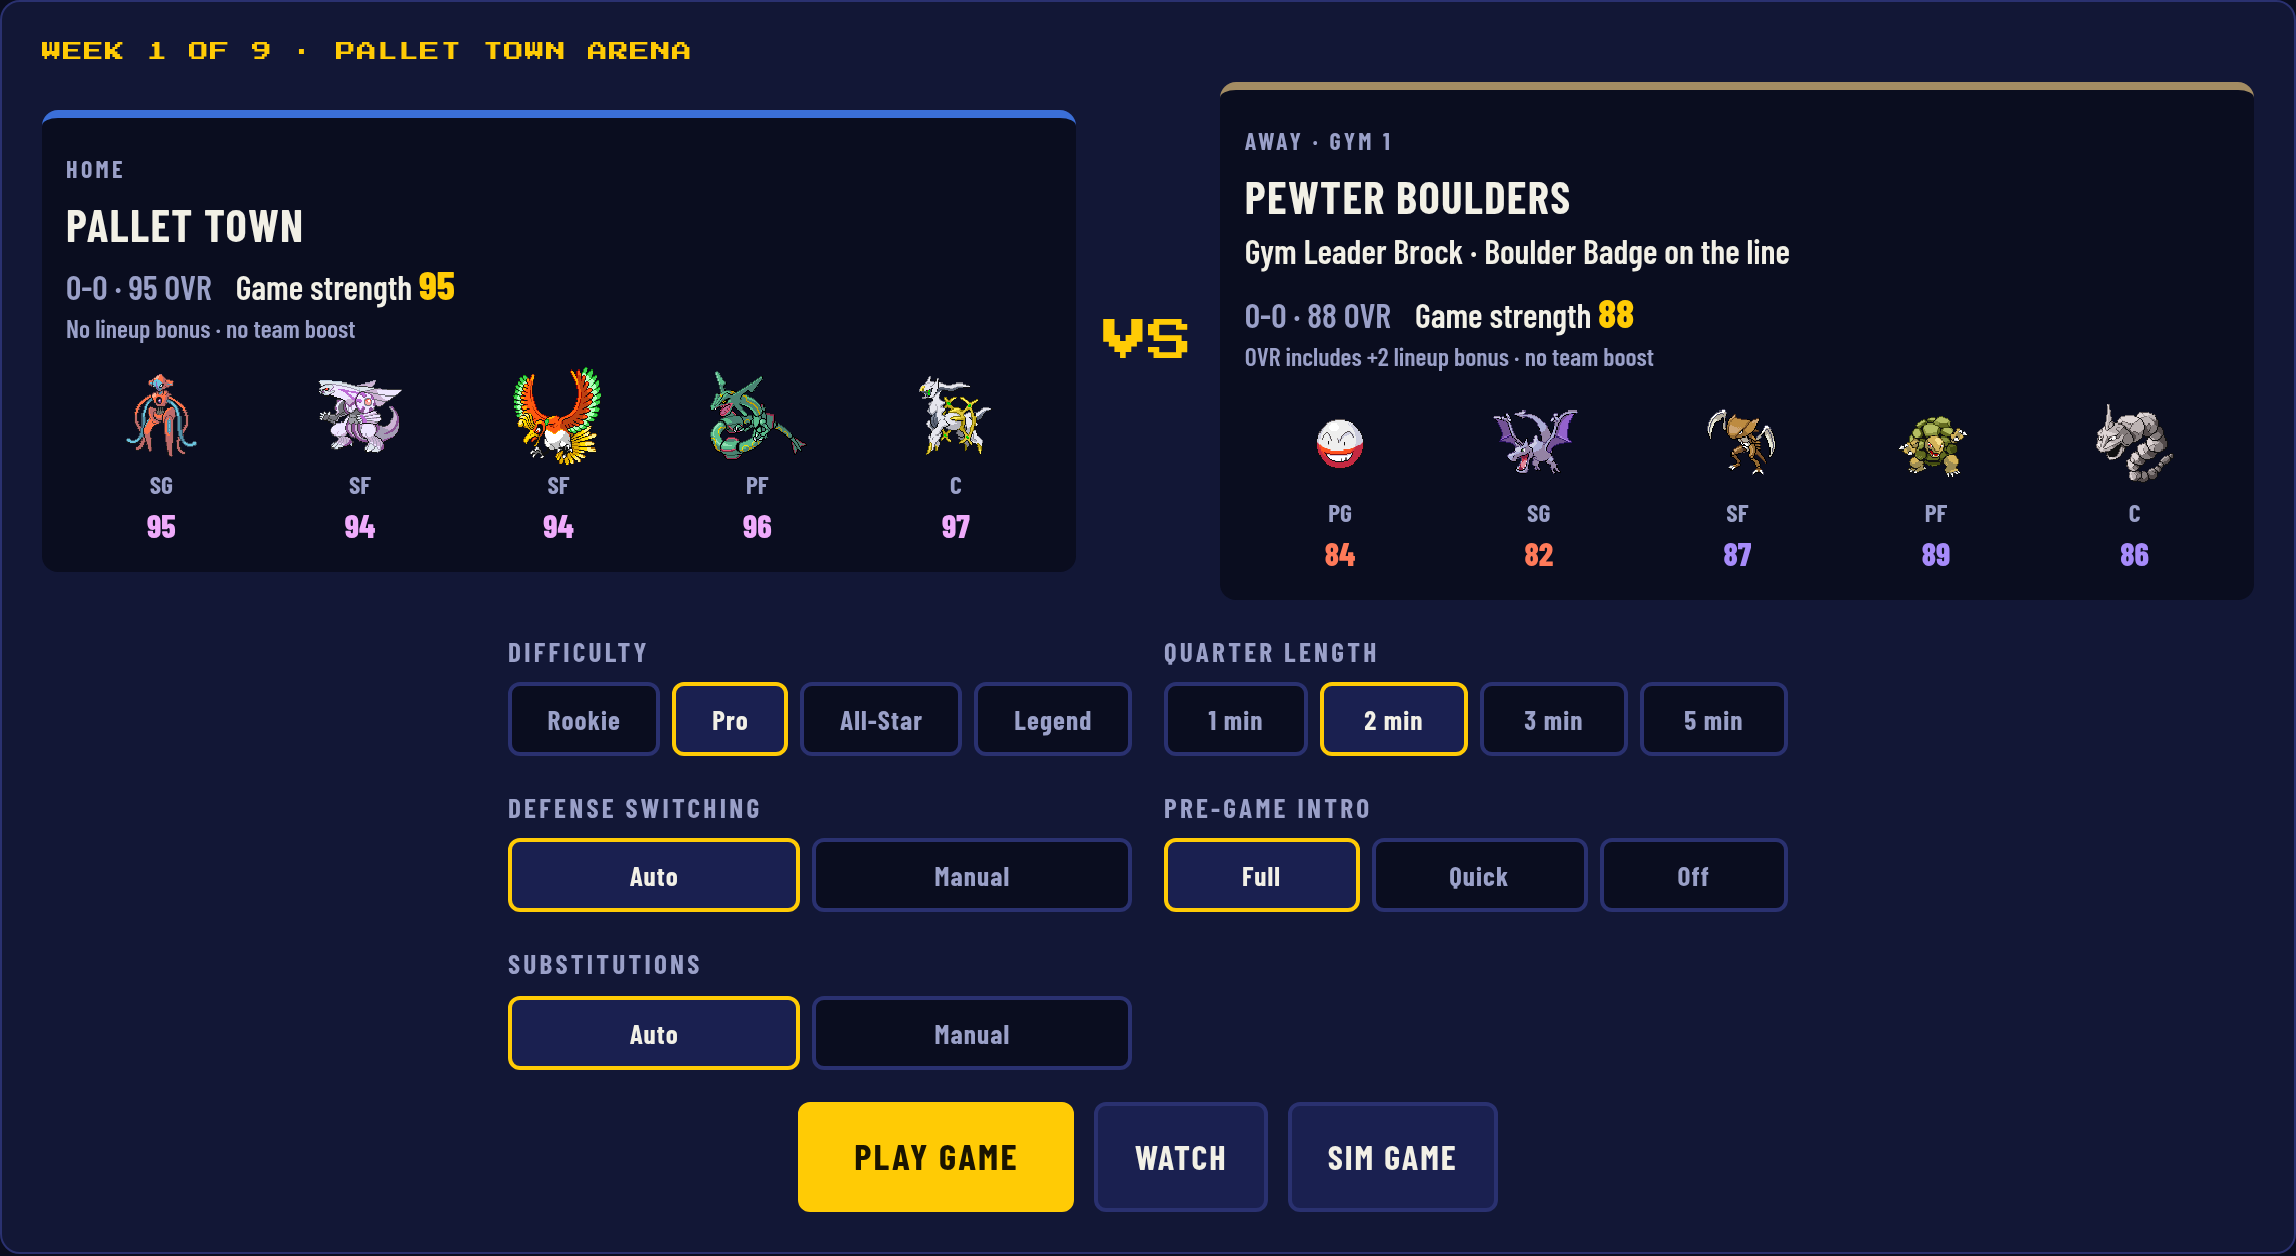 WEEK 1 OF 9 · PALLET TOWN ARENA
HOME
PALLET TOWN
0-0 · 95 OVR Game strength 95
No lineup bonus · no team boost
SG SF SF PF C
95 94 94 96 97
VS
AWAY · GYM 1
PEWTER BOULDERS
Gym Leader Brock · Boulder Badge on the line
0-0 · 88 OVR Game strength 88
OVR includes +2 lineup bonus · no team boost
PG SG SF PF C
84 82 87 89 86
DIFFICULTY
Rookie Pro All-Star Legend
QUARTER LENGTH
1 min 2 min 3 min 5 min
DEFENSE SWITCHING
Auto Manual
PRE-GAME INTRO
Full Quick Off
SUBSTITUTIONS
Auto Manual
PLAY GAME WATCH SIM GAME